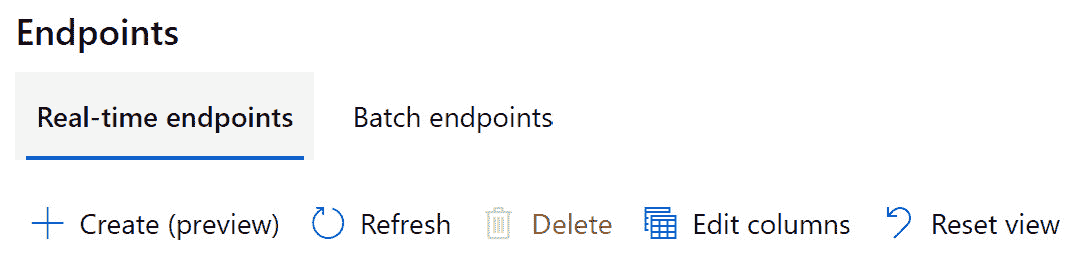 Endpoints
Real-time endpoints Batch endpoints
Create (preview) Refresh Delete Edit columns Reset view